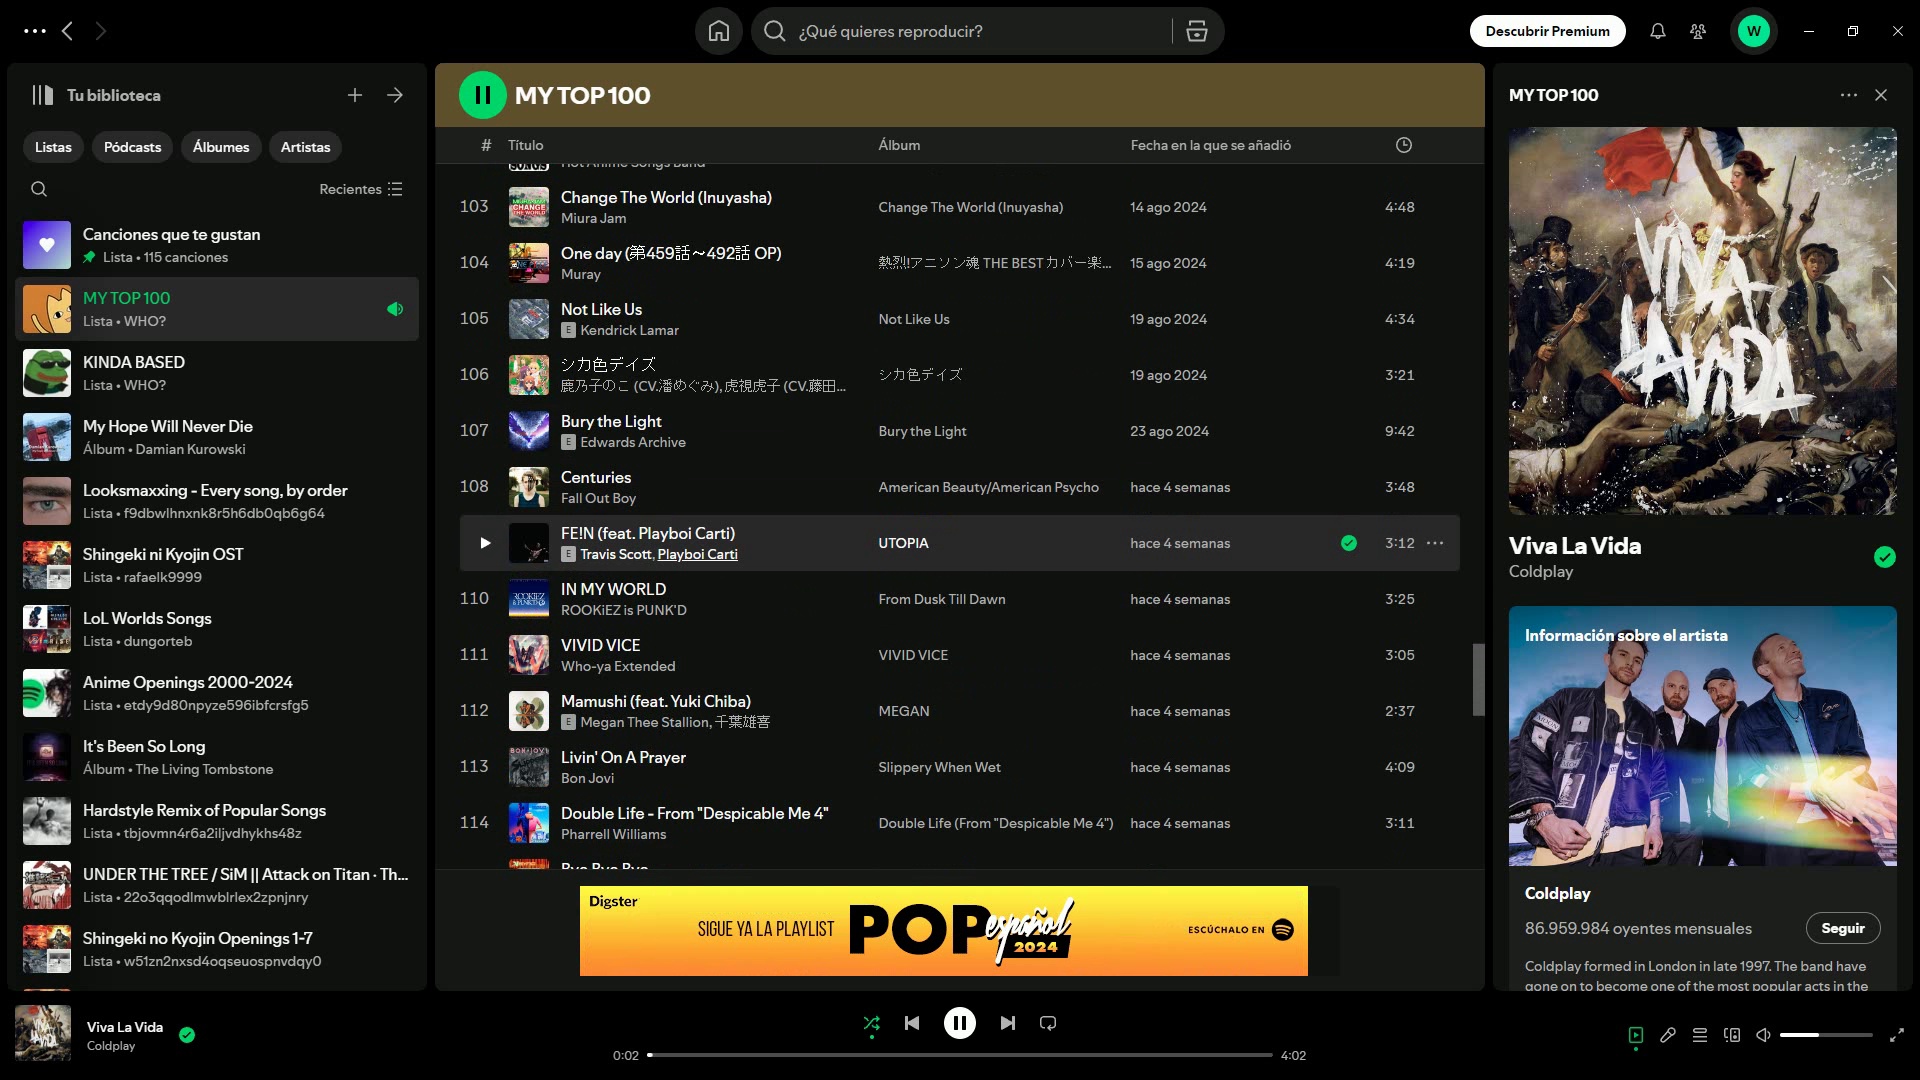 ¿Qué quieres reproducir?
Descubrir Premium
W
Tu biblioteca
Listas
Pódcasts
Álbumes
Artistas
Recientes
Canciones que te gustan
Lista • 115 canciones
MY TOP 100
Lista • WHO?
KINDA BASED
Lista • WHO?
My Hope Will Never Die
Álbum • Damian Kurowski
Looksmaxxing - Every song, by order
Lista • f9dbwlhnxnk8r5h6db0qb6g64
Shingeki ni Kyojin OST
Lista • rafaelk9999
LoL Worlds Songs
Lista • dungorteb
Anime Openings 2000-2024
Lista • etdy9d80npyze596ibfcrsfg5
It's Been So Long
Álbum • The Living Tombstone
Hardstyle Remix of Popular Songs
Lista • tbjovmn4r6a2iljvdhykhs48z
UNDER THE TREE / SiM || Attack on Titan · Th...
Lista • 22o3qqodlmwblrlex2zpnjnry
Shingeki no Kyojin Openings 1-7
Lista • w51zn2nxsd4oqseuospnvdqy0
MY TOP 100
# Título Álbum Fecha en la que se añadió
103 Change The World (Inuyasha) Change The World (Inuyasha) 14 ago 2024 4:48
Miura Jam
104 One day (第459話～492話 OP) 熱烈!アニソン魂 THE BEST カバー楽... 15 ago 2024 4:19
Muray
105 Not Like Us Not Like Us 19 ago 2024 4:34
E Kendrick Lamar
106 シカ色デイズ シカ色デイズ 19 ago 2024 3:21
鹿乃子のこ (CV.潘めぐみ), 虎視虎子 (CV.藤田...
107 Bury the Light Bury the Light 23 ago 2024 9:42
E Edwards Archive
108 Centuries American Beauty/American Psycho hace 4 semanas 3:48
Fall Out Boy
FE!N (feat. Playboi Carti) UTOPIA hace 4 semanas 3:12
E Travis Scott, Playboi Carti
110 IN MY WORLD From Dusk Till Dawn hace 4 semanas 3:25
ROOKiEZ is PUNK'D
111 VIVID VICE VIVID VICE hace 4 semanas 3:05
Who-ya Extended
112 Mamushi (feat. Yuki Chiba) MEGAN hace 4 semanas 2:37
E Megan Thee Stallion, 千葉雄喜
113 Livin' On A Prayer Slippery When Wet hace 4 semanas 4:09
Bon Jovi
114 Double Life - From "Despicable Me 4" Double Life (From "Despicable Me 4") hace 4 semanas 3:11
Pharrell Williams
Bye Bye Bye
Digster
SIGUE YA LA PLAYLIST
POP español 2024
ESCÚCHALO EN
MY TOP 100
VIVA LA VIDA
Viva La Vida
Coldplay
Información sobre el artista
Coldplay
86.959.984 oyentes mensuales
Seguir
Coldplay formed in London in late 1997. The band have
gone on to become one of the most popular acts in the
Viva La Vida
Coldplay
0:02
4:02